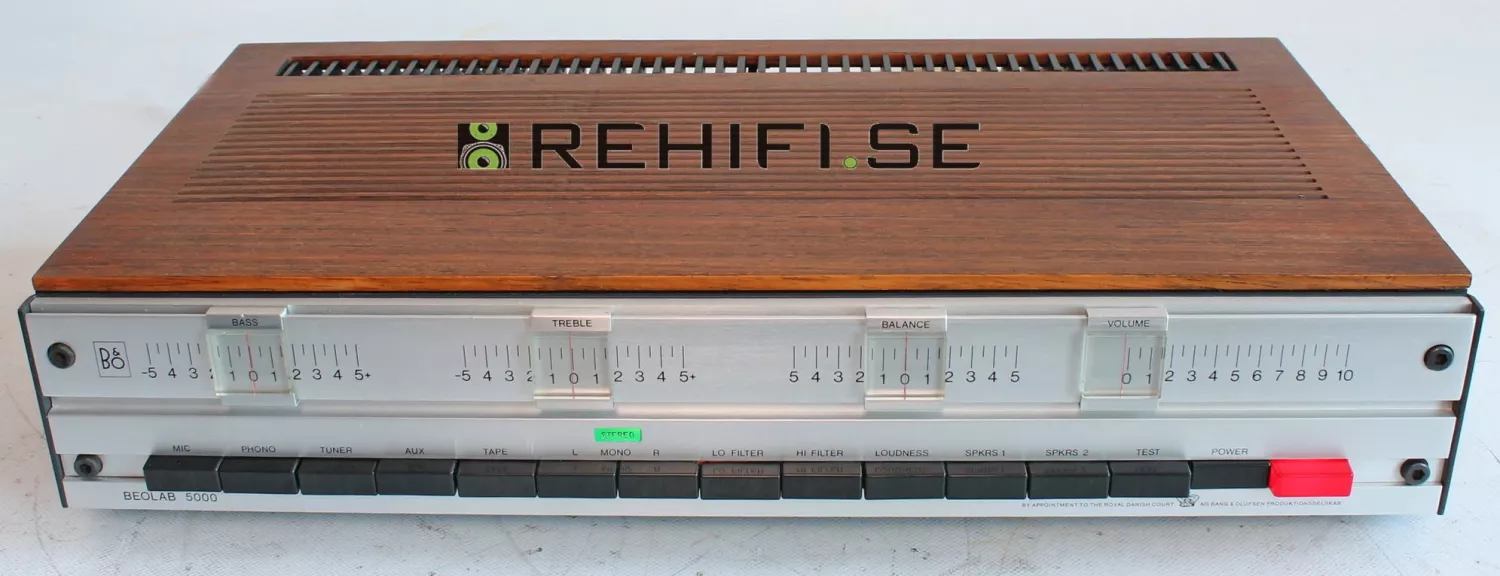 REHIFI.SE
BASS TREBLE BALANCE VOLUME
B&O
-5 4 3 2 1 0 1 2 3 4 5+ -5 4 3 2 1 0 1 2 3 4 5+ 5 4 3 2 1 0 1 2 3 4 5 0 1 2 3 4 5 6 7 8 9 10
STEREO
MIC PHONO TUNER AUX TAPE L MONO R LO FILTER HI FILTER LOUDNESS SPKRS 1 SPKRS 2 TEST POWER
BEOLAB 5000
BY APPOINTMENT TO THE ROYAL DANISH COURT A/S BANG & OLUFSEN PRODUKTIONSSELSKAB